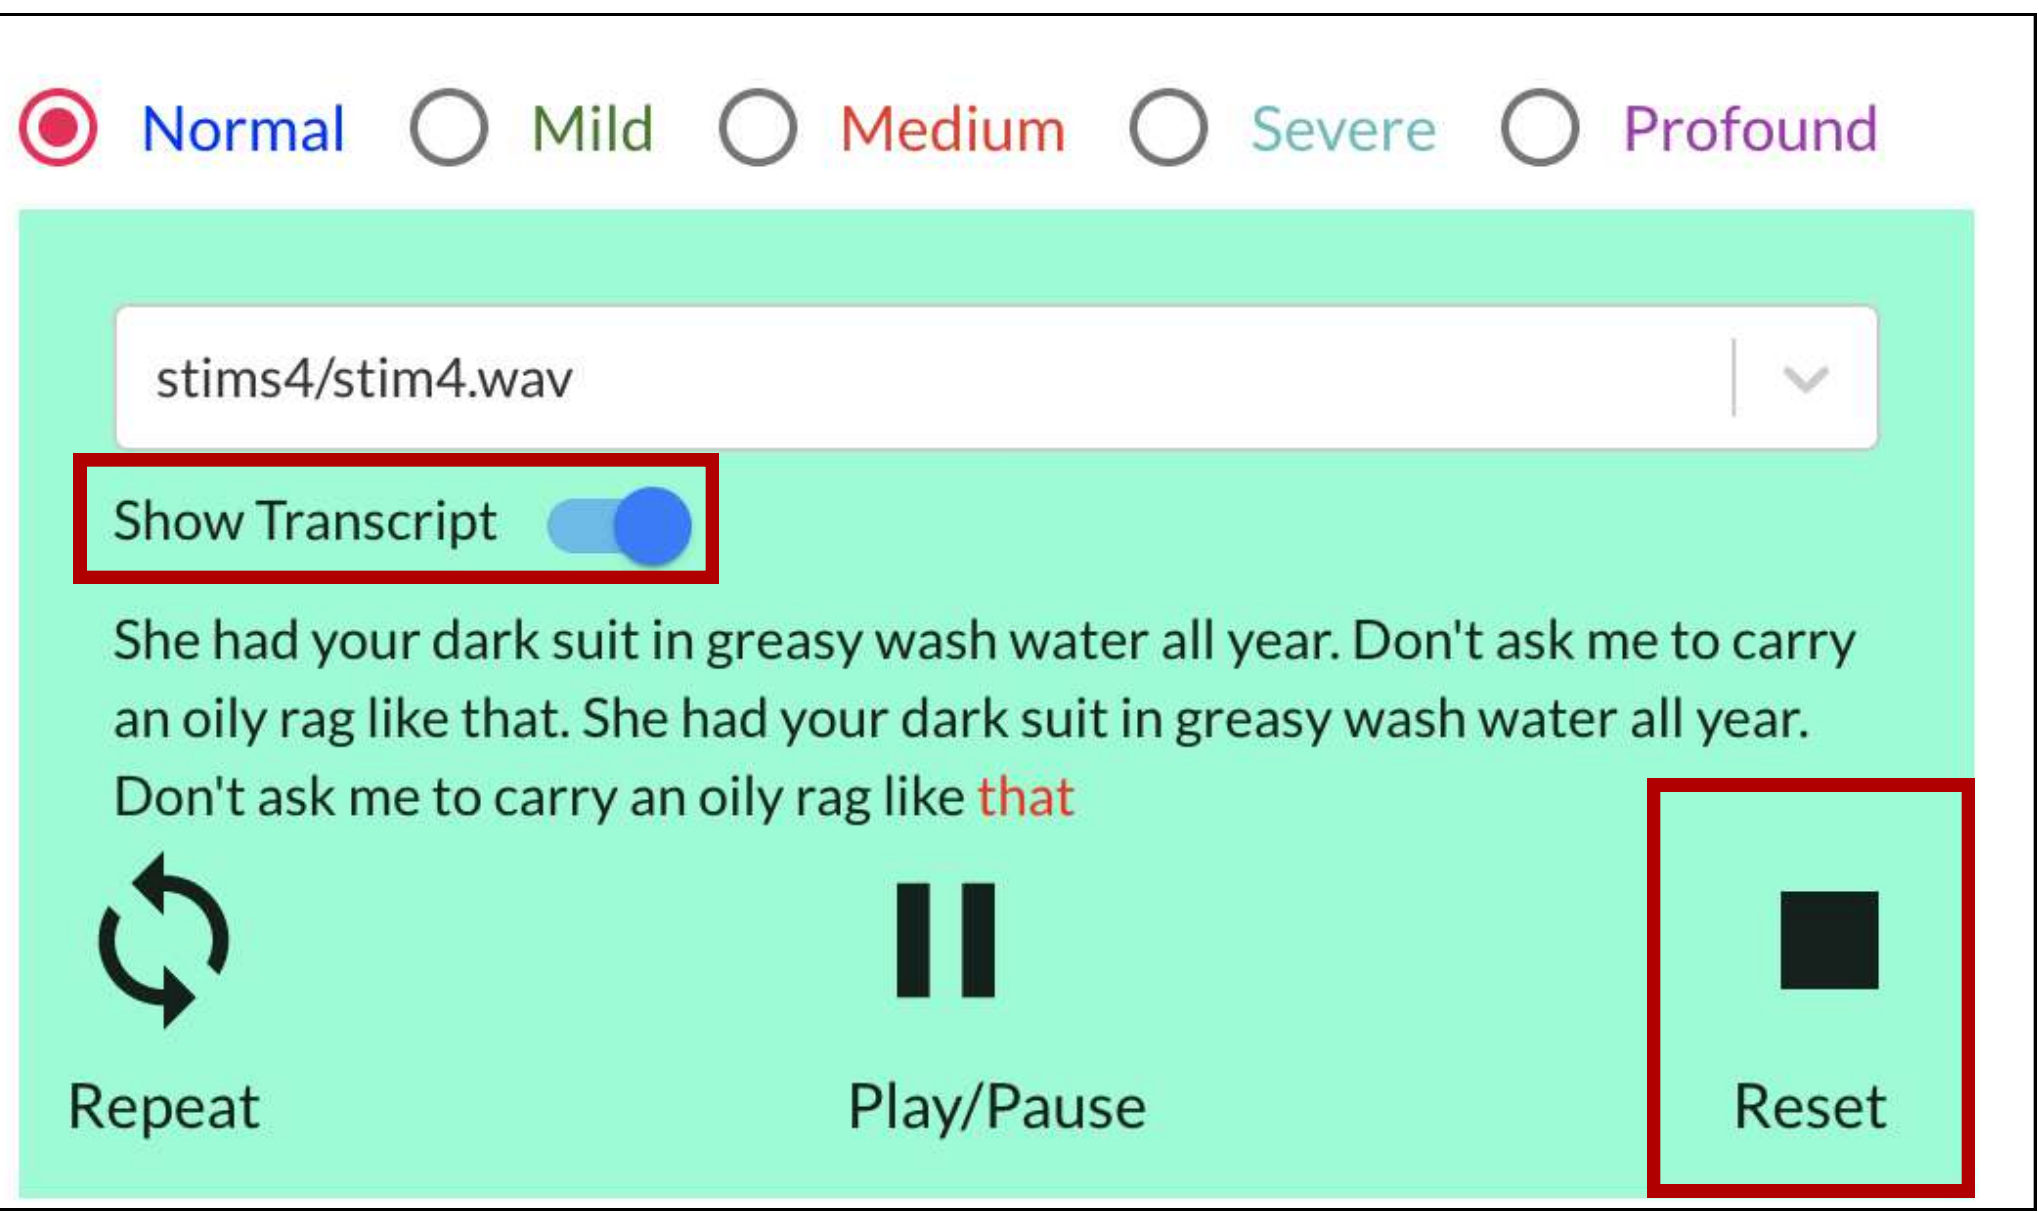 Normal Mild Medium Severe Profound
stims4/stim4.wav
Show Transcript
She had your dark suit in greasy wash water all year. Don't ask me to carry
an oily rag like that. She had your dark suit in greasy wash water all year.
Don't ask me to carry an oily rag like that
Repeat Play/Pause Reset